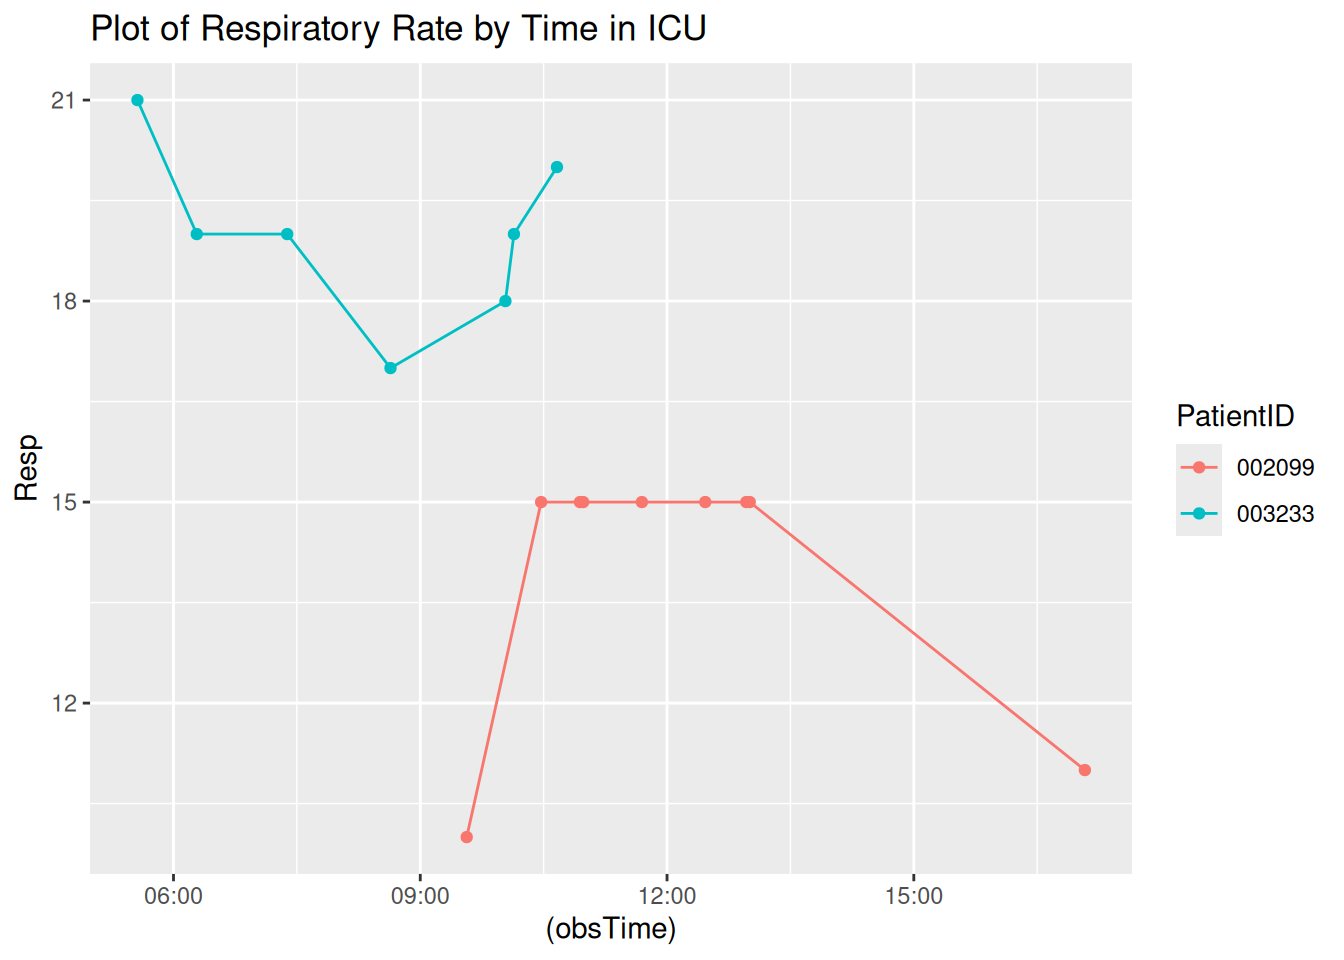 Plot of Respiratory Rate by Time in ICU
21
18
15
12
Resp
06:00 09:00 12:00 15:00
(obsTime)
PatientID
002099
003233